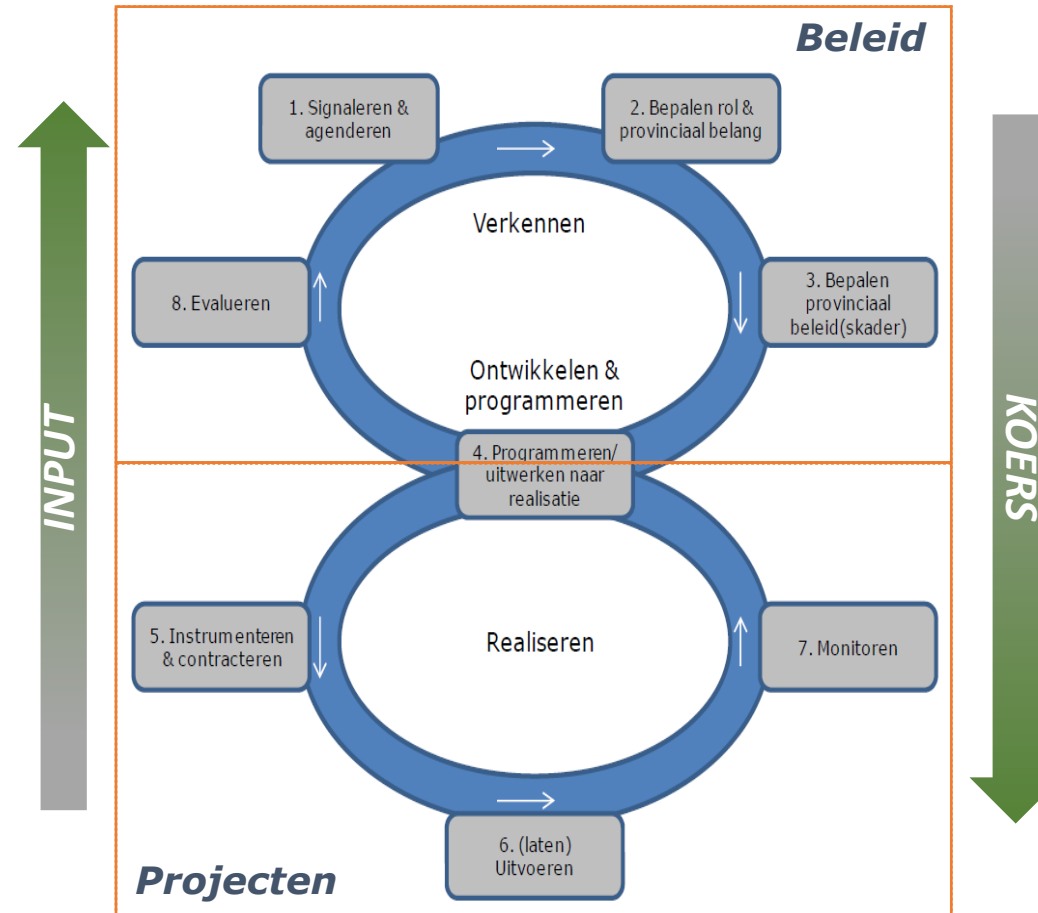 Beleid
1. Signaleren &
agenderen
2. Bepalen rol &
provinciaal belang
Verkennen
8. Evalueren
3. Bepalen
provinciaal
beleid(skader)
Ontwikkelen &
programmeren
INPUT
KOERS
4. Programmeren/
uitwerken naar
realisatie
5. Instrumenteren
& contracteren
Realiseren
7. Monitoren
6. (laten)
Uitvoeren
Projecten